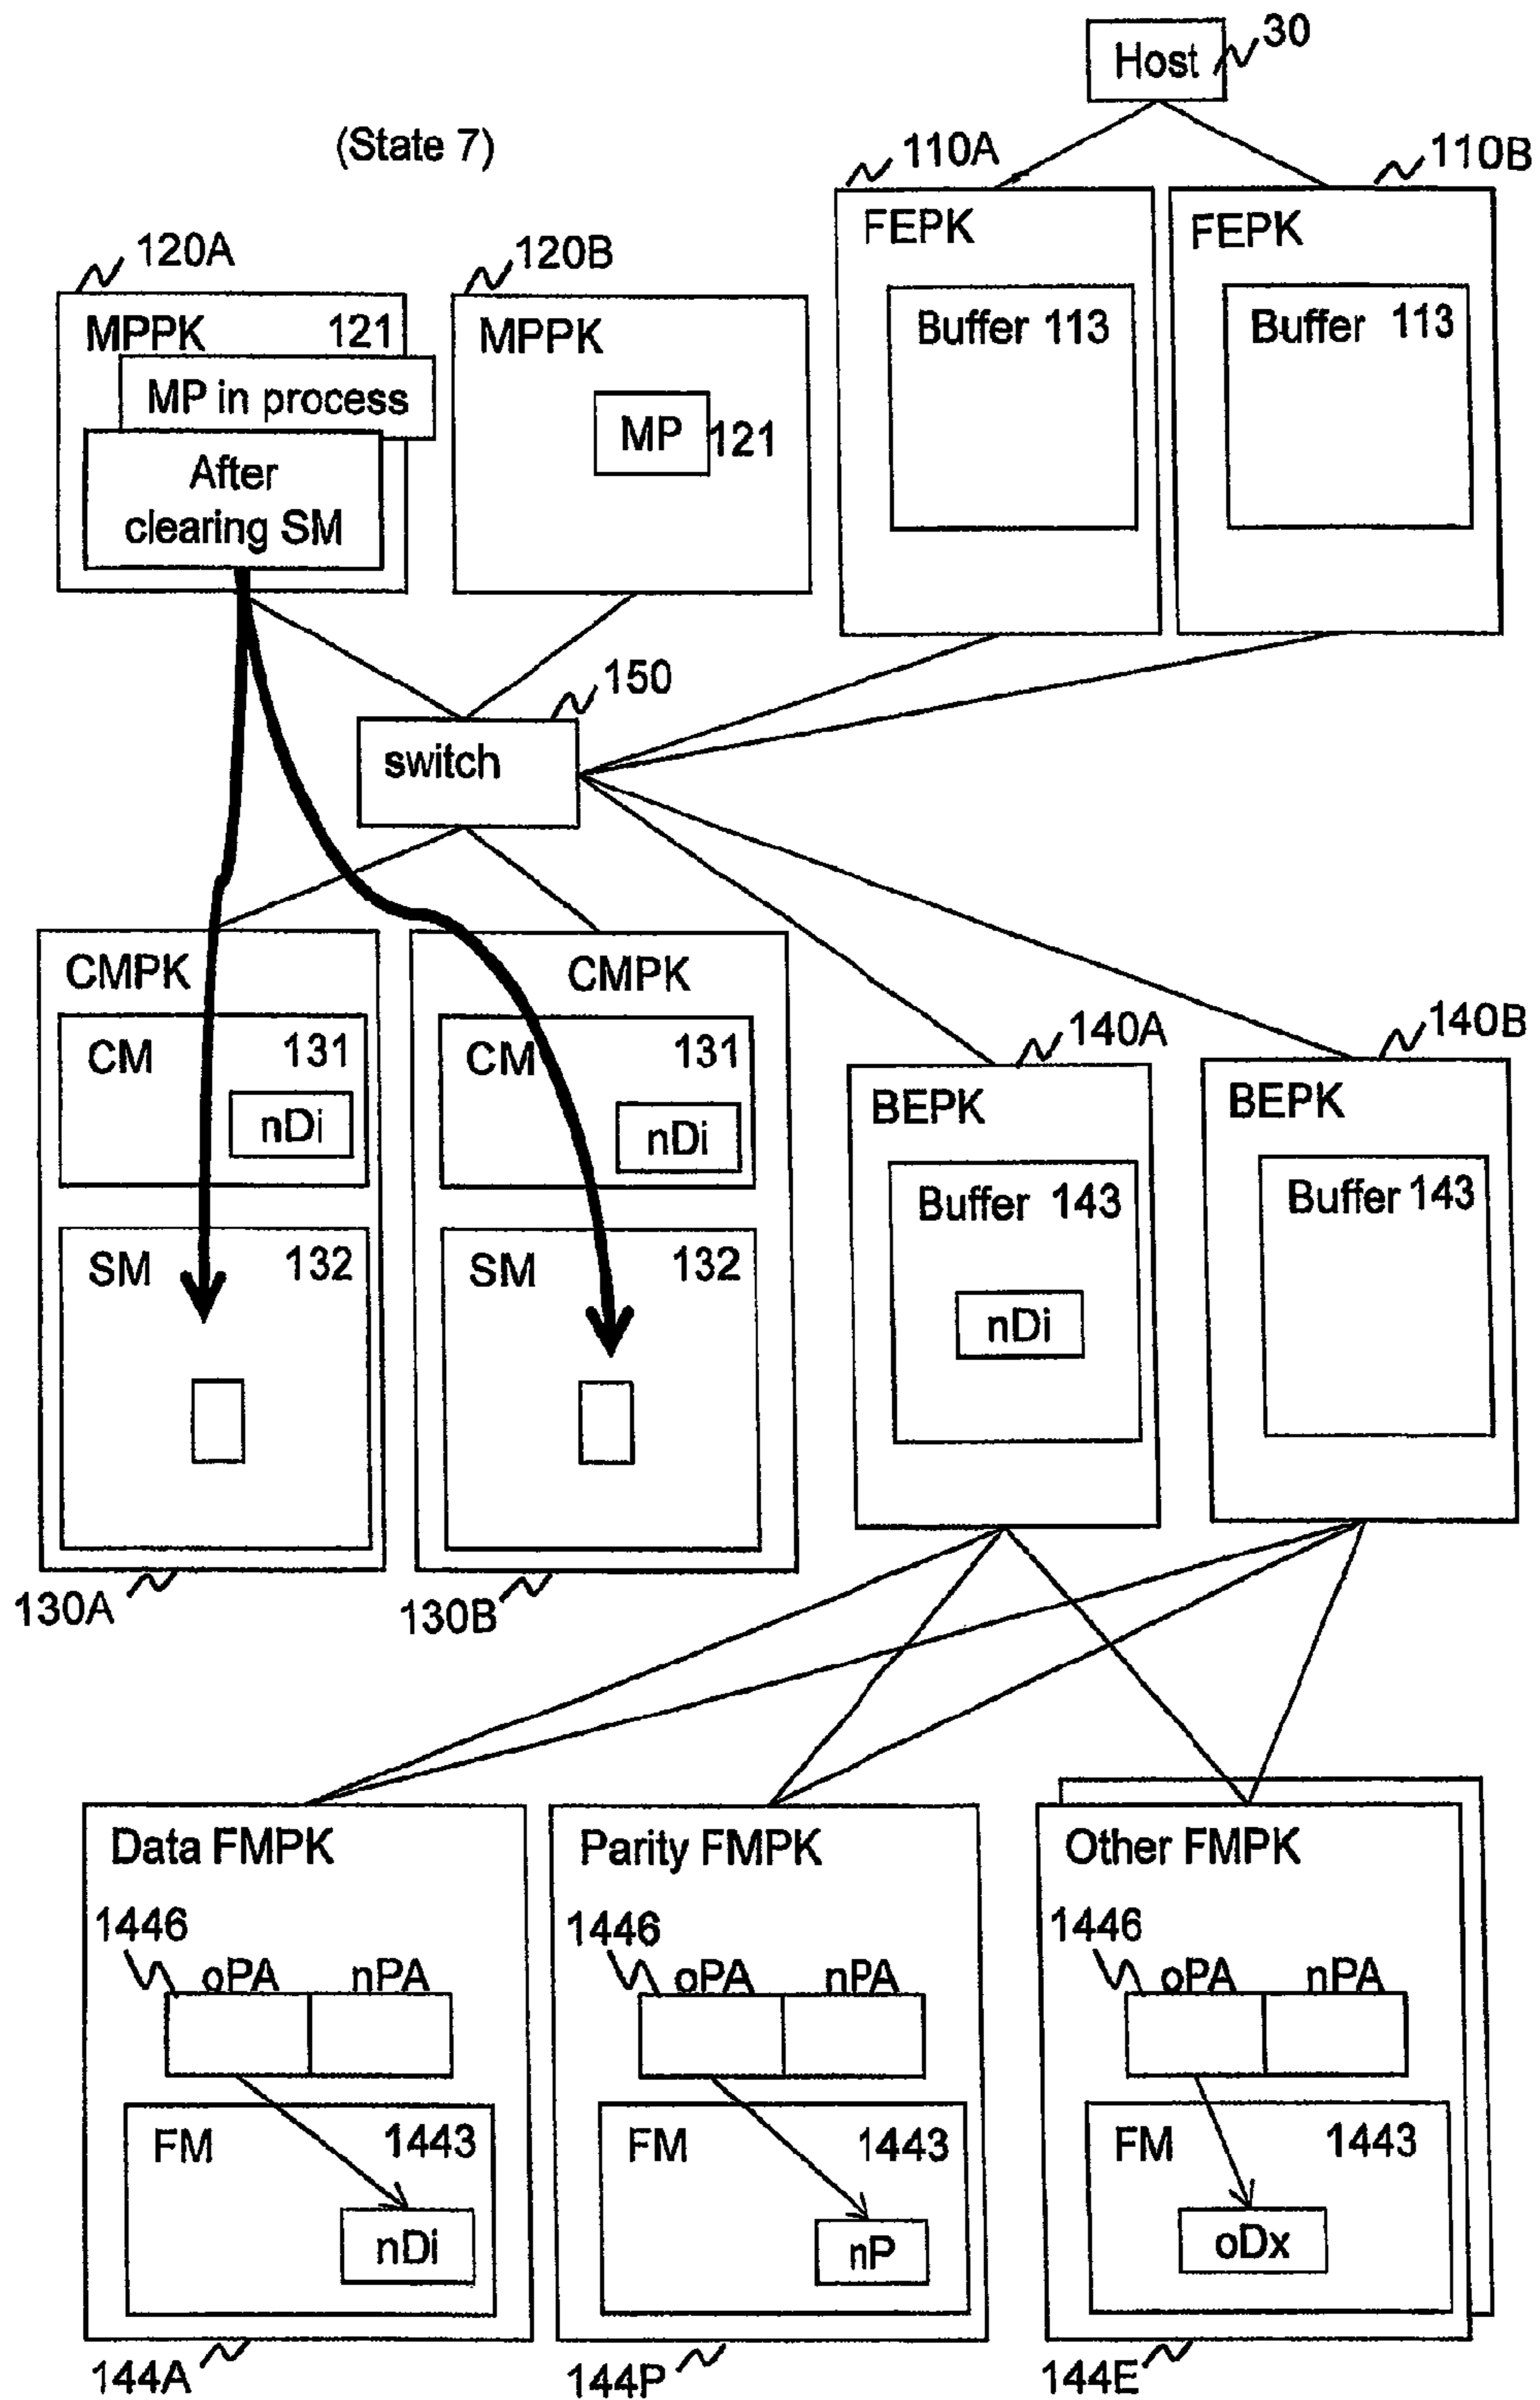 Host 30
(State 7)
110A
110B
FEPK
FEPK
Buffer 113
Buffer 113
120A
120B
MPPK 121
MP in process
After
clearing SM
MPPK
MP 121
150
switch
CMPK
CM 131
nDi
SM 132
130A
CMPK
CM 131
nDi
SM 132
130B
140A
BEPK
Buffer 143
nDi
140B
BEPK
Buffer 143
Data FMPK
1446
oPA nPA
FM 1443
nDi
144A
Parity FMPK
1446
oPA nPA
FM 1443
nP
144P
Other FMPK
1446
oPA nPA
FM 1443
oDx
144E